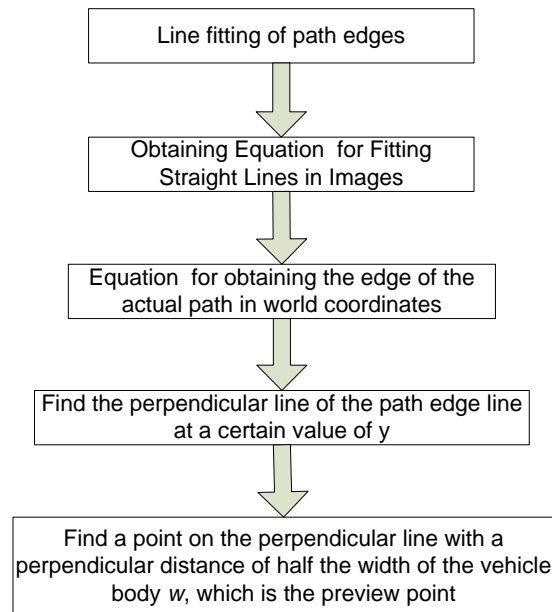 Line fitting of path edges
Obtaining Equation  for Fitting
Straight Lines in Images
Equation  for obtaining the edge of the
actual path in world coordinates
Find the perpendicular line of the path edge line
at a certain value of y
Find a point on the perpendicular line with a
perpendicular distance of half the width of the vehicle
body w, which is the preview point